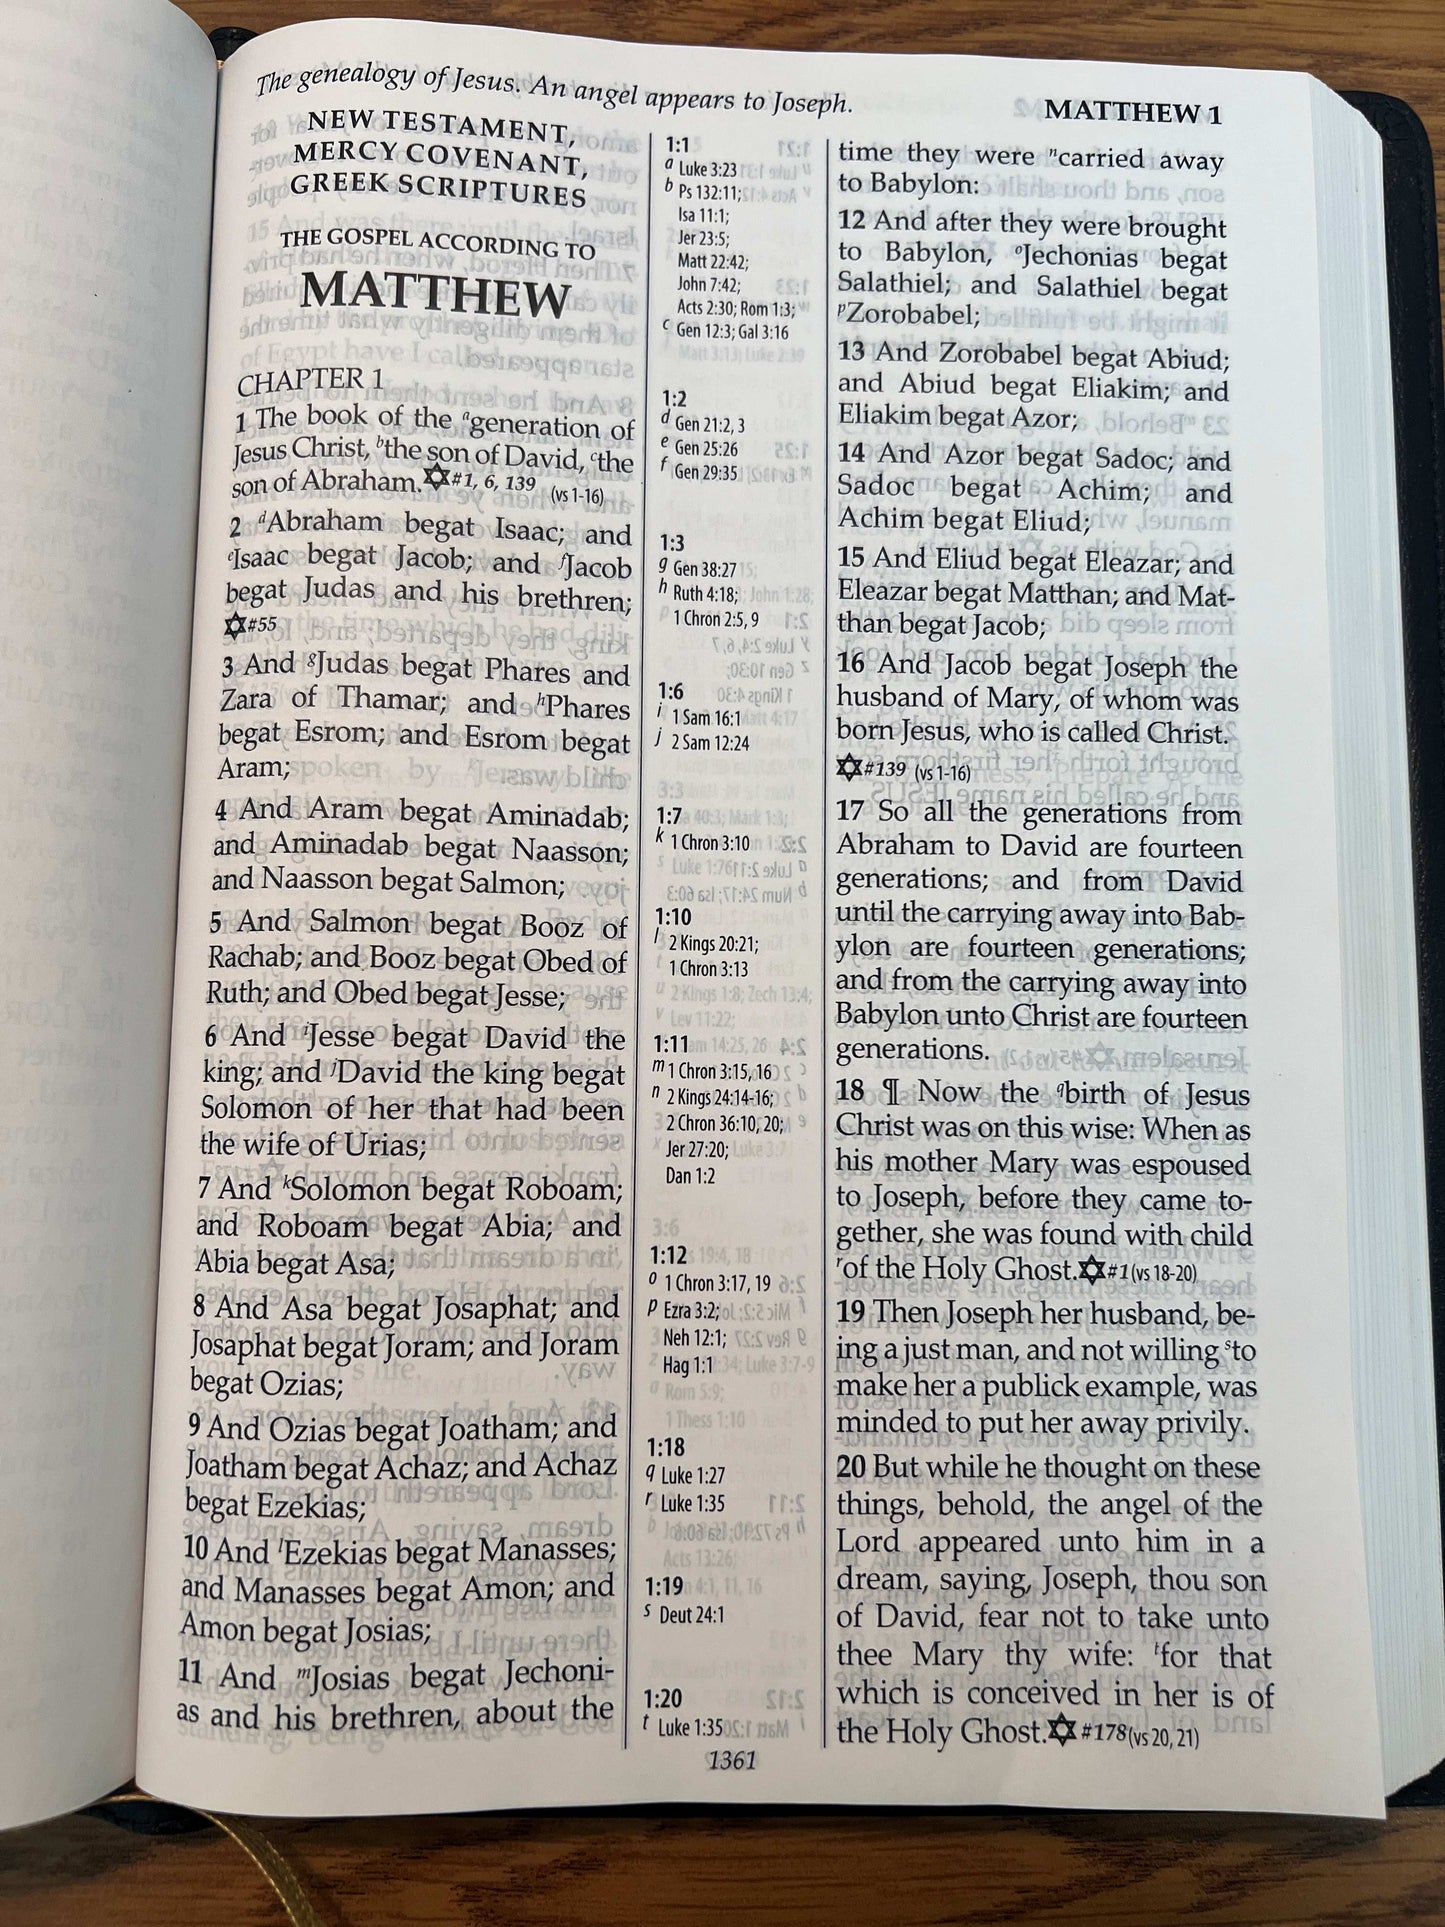 The genealogy of Jesus. An angel appears to Joseph.
MATTHEW 1
NEW TESTAMENT,
MERCY COVENANT,
GREEK SCRIPTURES
THE GOSPEL ACCORDING TO
MATTHEW
CHAPTER 1
1 The book of the ᵃgeneration of
Jesus Christ, ᵇthe son of David, ᶜthe
son of Abraham.✡#1, 6, 139 (vs 1-16)
2 ᵈAbraham begat Isaac; and
ᵉIsaac begat Jacob; and ᶠJacob
begat Judas and his brethren;
✡#55
3 And ᵍJudas begat Phares and
Zara of Thamar; and ʰPhares
begat Esrom; and Esrom begat
Aram;
4 And Aram begat Aminadab;
and Aminadab begat Naasson;
and Naasson begat Salmon;
5 And Salmon begat Booz of
Rachab; and Booz begat Obed of
Ruth; and Obed begat Jesse;
6 And ⁱJesse begat David the
king; and ʲDavid the king begat
Solomon of her that had been
the wife of Urias;
7 And ᵏSolomon begat Roboam;
and Roboam begat Abia; and
Abia begat Asa;
8 And Asa begat Josaphat; and
Josaphat begat Joram; and Joram
begat Ozias;
9 And Ozias begat Joatham; and
Joatham begat Achaz; and Achaz
begat Ezekias;
10 And ˡEzekias begat Manasses;
and Manasses begat Amon; and
Amon begat Josias;
11 And ᵐJosias begat Jechoni-
as and his brethren, about the
1:1
a Luke 3:23
b Ps 132:11;
Isa 11:1;
Jer 23:5;
Matt 22:42;
John 7:42;
Acts 2:30; Rom 1:3;
c Gen 12:3; Gal 3:16
1:2
d Gen 21:2, 3
e Gen 25:26
f Gen 29:35
1:3
g Gen 38:27
h Ruth 4:18;
1 Chron 2:5, 9
1:6
i 1 Sam 16:1
j 2 Sam 12:24
1:7
k 1 Chron 3:10
1:10
l 2 Kings 20:21;
1 Chron 3:13
1:11
m 1 Chron 3:15, 16
n 2 Kings 24:14-16;
2 Chron 36:10, 20;
Jer 27:20;
Dan 1:2
1:12
o 1 Chron 3:17, 19
p Ezra 3:2;
Neh 12:1;
Hag 1:1
1:18
q Luke 1:27
r Luke 1:35
1:19
s Deut 24:1
1:20
t Luke 1:35
time they were ⁿcarried away
to Babylon:
12 And after they were brought
to Babylon, ᵒJechonias begat
Salathiel; and Salathiel begat
ᵖZorobabel;
13 And Zorobabel begat Abiud;
and Abiud begat Eliakim; and
Eliakim begat Azor;
14 And Azor begat Sadoc; and
Sadoc begat Achim; and
Achim begat Eliud;
15 And Eliud begat Eleazar; and
Eleazar begat Matthan; and Mat-
than begat Jacob;
16 And Jacob begat Joseph the
husband of Mary, of whom was
born Jesus, who is called Christ.
✡#139 (vs 1-16)
17 So all the generations from
Abraham to David are fourteen
generations; and from David
until the carrying away into Bab-
ylon are fourteen generations;
and from the carrying away into
Babylon unto Christ are fourteen
generations.
18 ¶ Now the qbirth of Jesus
Christ was on this wise: When as
his mother Mary was espoused
to Joseph, before they came to-
gether, she was found with child
ʳof the Holy Ghost.✡#1(vs 18-20)
19 Then Joseph her husband, be-
ing a just man, and not willing ˢto
make her a publick example, was
minded to put her away privily.
20 But while he thought on these
things, behold, the angel of the
Lord appeared unto him in a
dream, saying, Joseph, thou son
of David, fear not to take unto
thee Mary thy wife: ᵗfor that
which is conceived in her is of
the Holy Ghost.✡#178(vs 20, 21)
1361